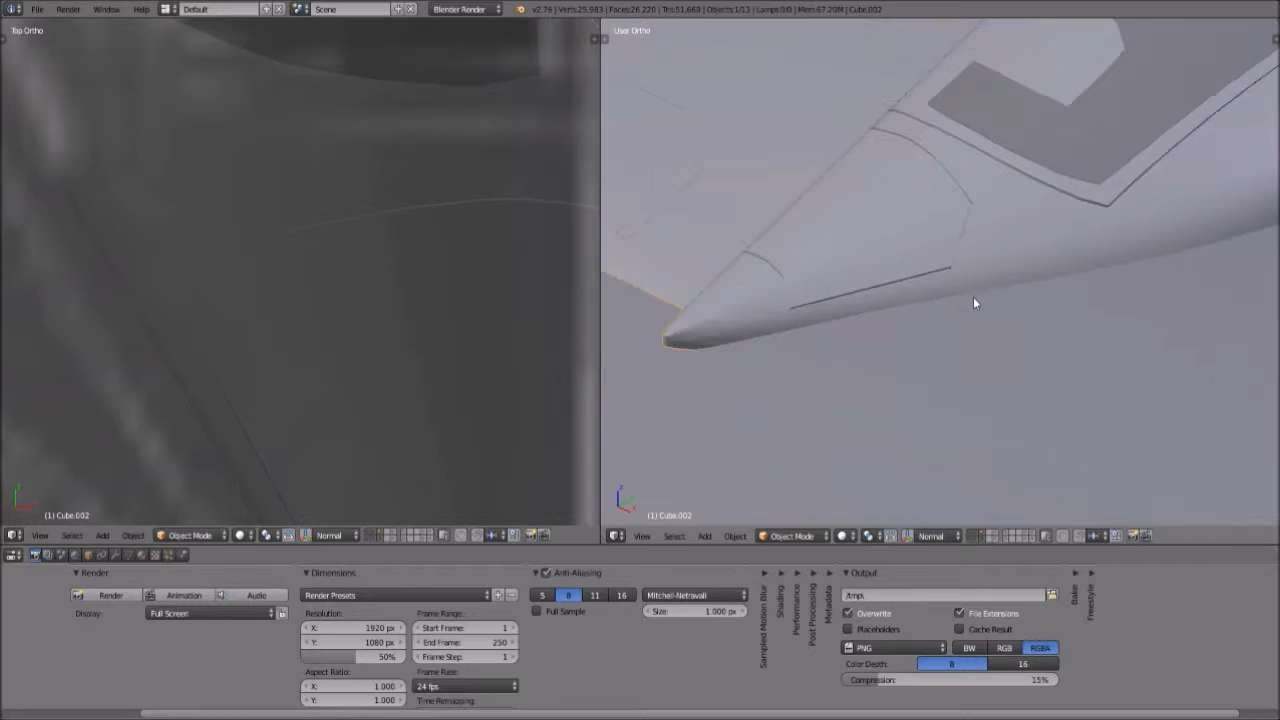 File Render Window Help Default Scene Blender Render v2.76 | Verts:25,983 | Faces:26,220 | Tris:51,668 | Objects:1/13 | Lamps:0/0 | Mem:67.20M | Cube.002
Top Ortho
User Ortho
(1) Cube.002
(1) Cube.002
View Select Add Object Object Mode Normal
View Select Add Object Object Mode Normal
Render
Dimensions
Anti-Aliasing
Output
Render Animation Audio
Render Presets
5 8 11 16 Mitchell-Netravali
/tmp\
Display: Full Screen
Resolution: Frame Range:
Full Sample Size: 1.000 px
Overwrite File Extensions
X: 1920 px Start Frame: 1
Placeholders Cache Result
Y: 1080 px End Frame: 250
50% Frame Step: 1
PNG BW RGB RGBA
Aspect Ratio: Frame Rate:
Color Depth: 8 16
X: 1.000 24 fps
Compression: 15%
Y: 1.000 Time Remapping:
Sampled Motion Blur
Shading
Performance
Post Processing
Metadata
Bake
Freestyle